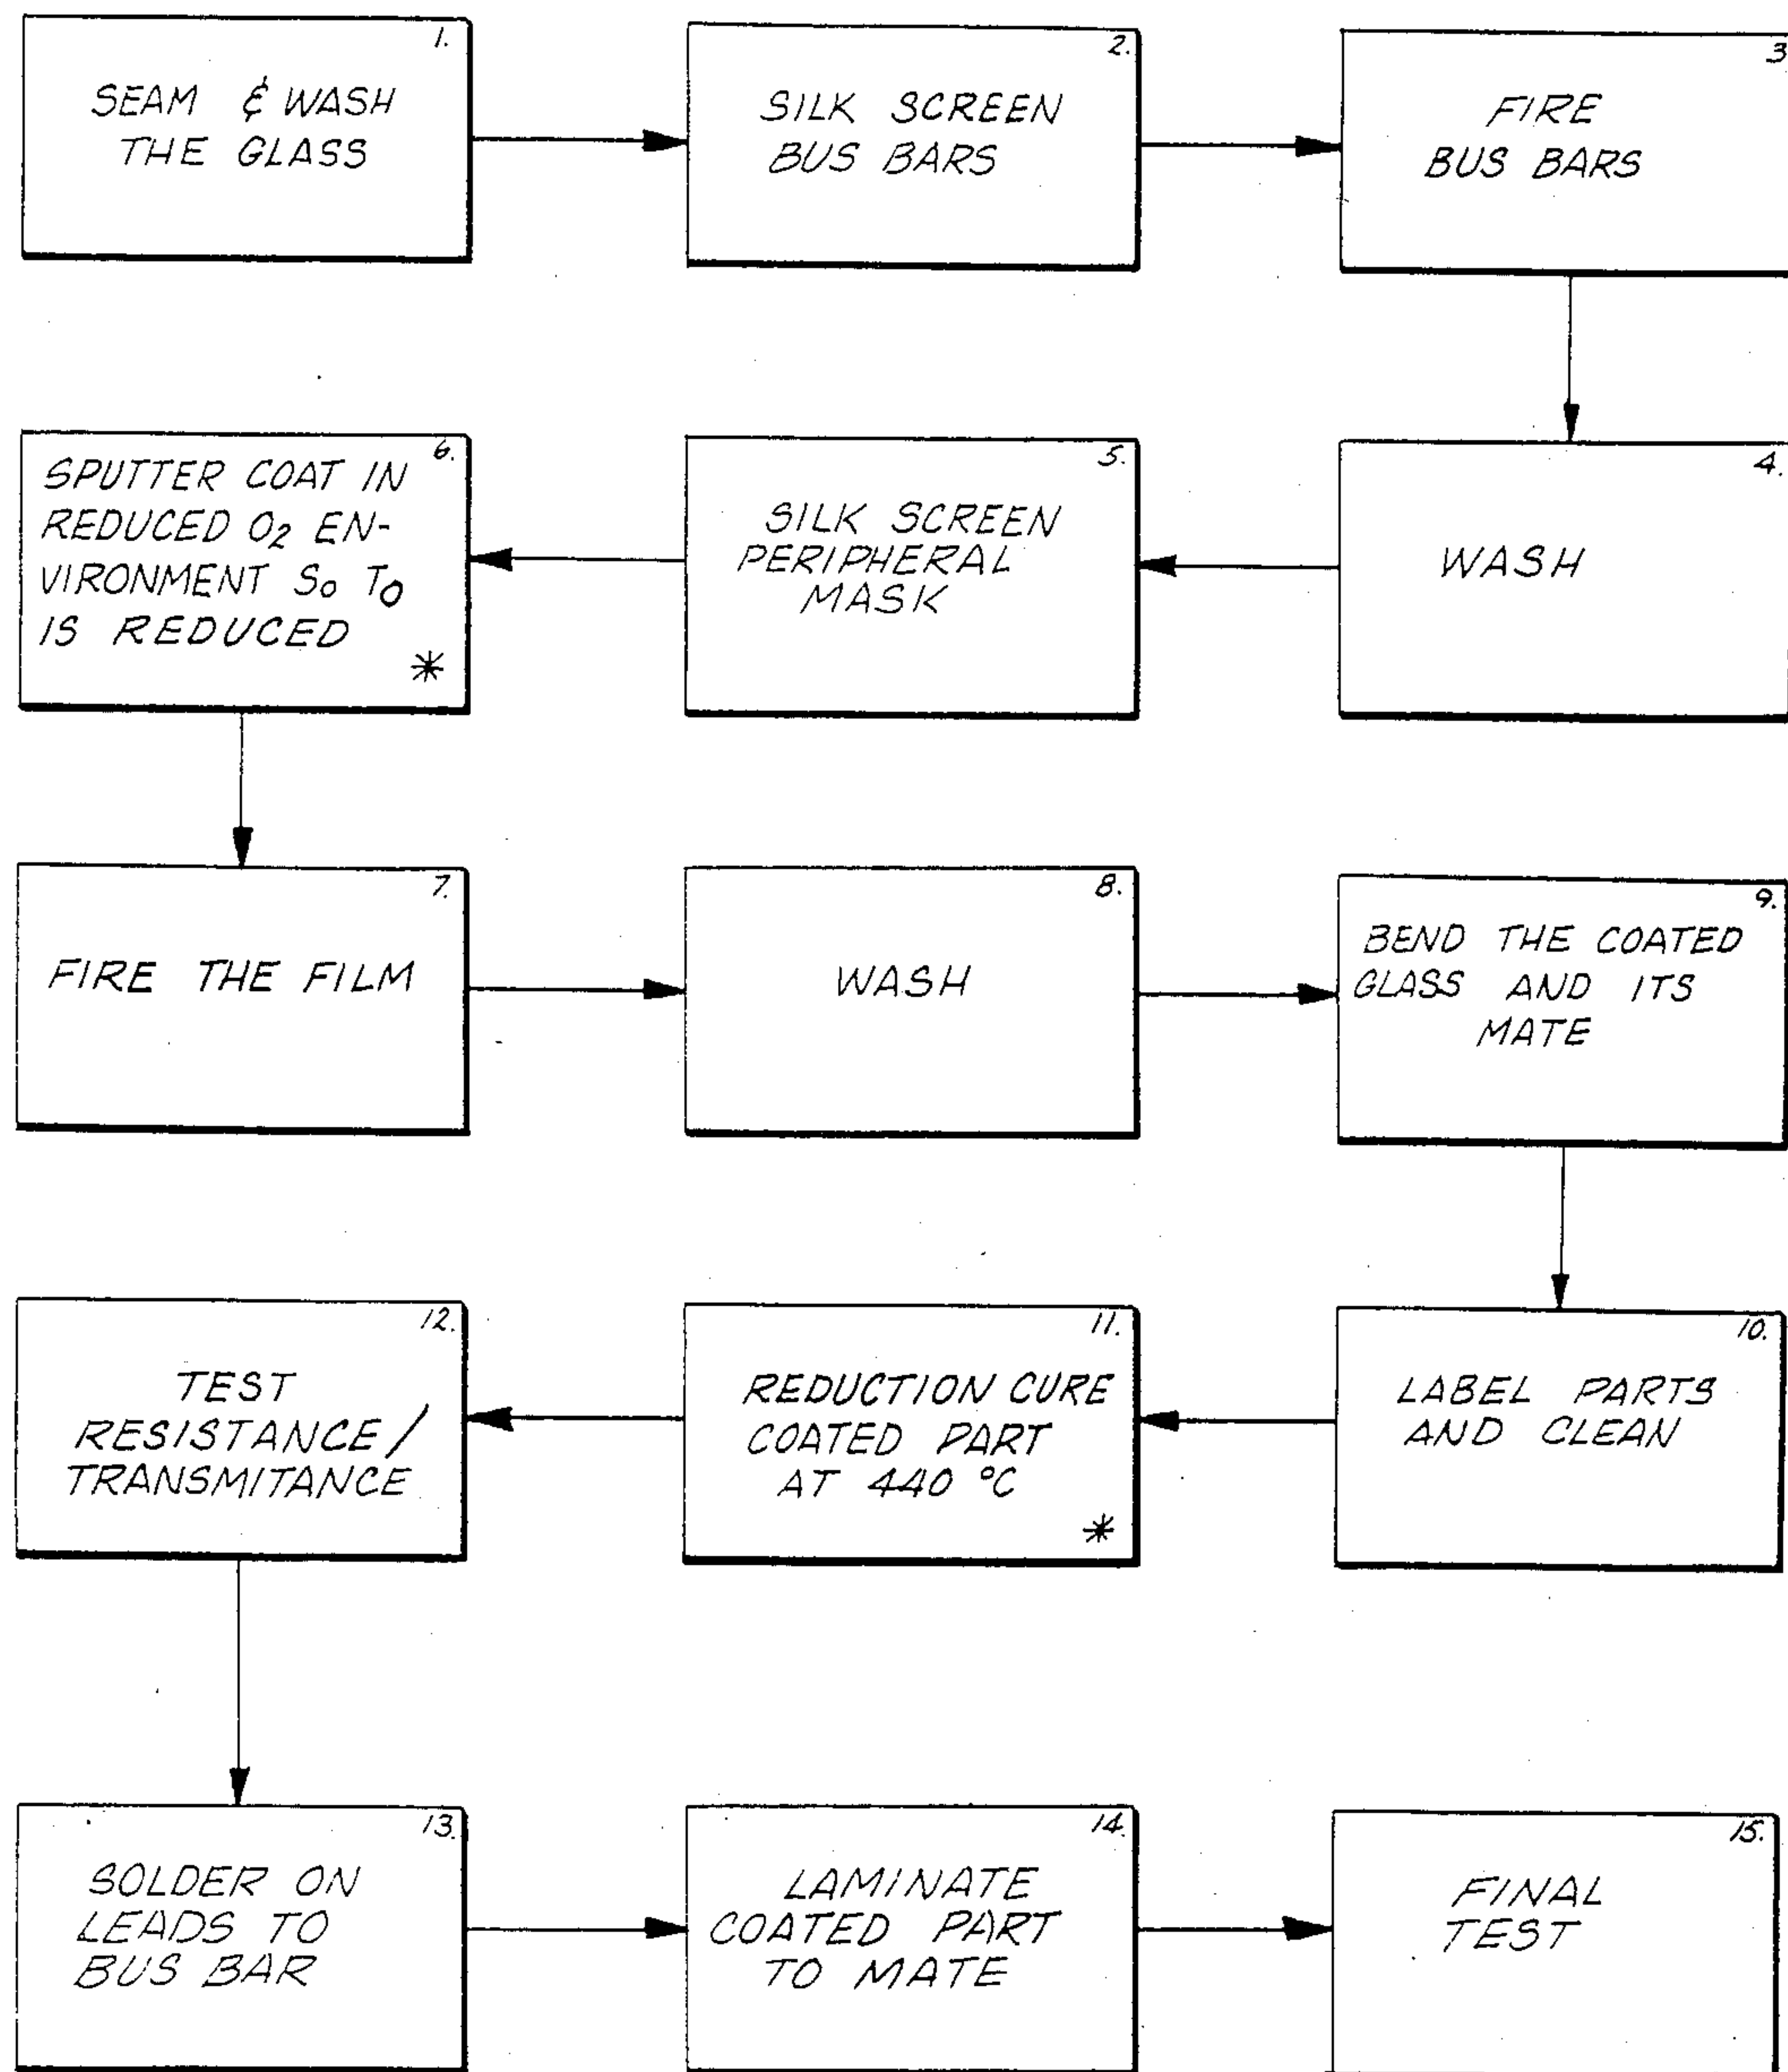 1.
SEAM & WASH
THE GLASS
2.
SILK SCREEN
BUS BARS
3
FIRE
BUS BARS
4.
WASH
5.
SILK SCREEN
PERIPHERAL
MASK
6.
SPUTTER COAT IN
REDUCED O₂ EN-
VIRONMENT So TO
IS REDUCED
*
7.
FIRE THE FILM
8.
WASH
9.
BEND THE COATED
GLASS AND ITS
MATE
10.
LABEL PARTS
AND CLEAN
11.
REDUCTION CURE
COATED PART
AT 440 °C
*
12.
TEST
RESISTANCE/
TRANSMITANCE
13.
SOLDER ON
LEADS TO
BUS BAR
14.
LAMINATE
COATED PART
TO MATE
15.
FINAL
TEST